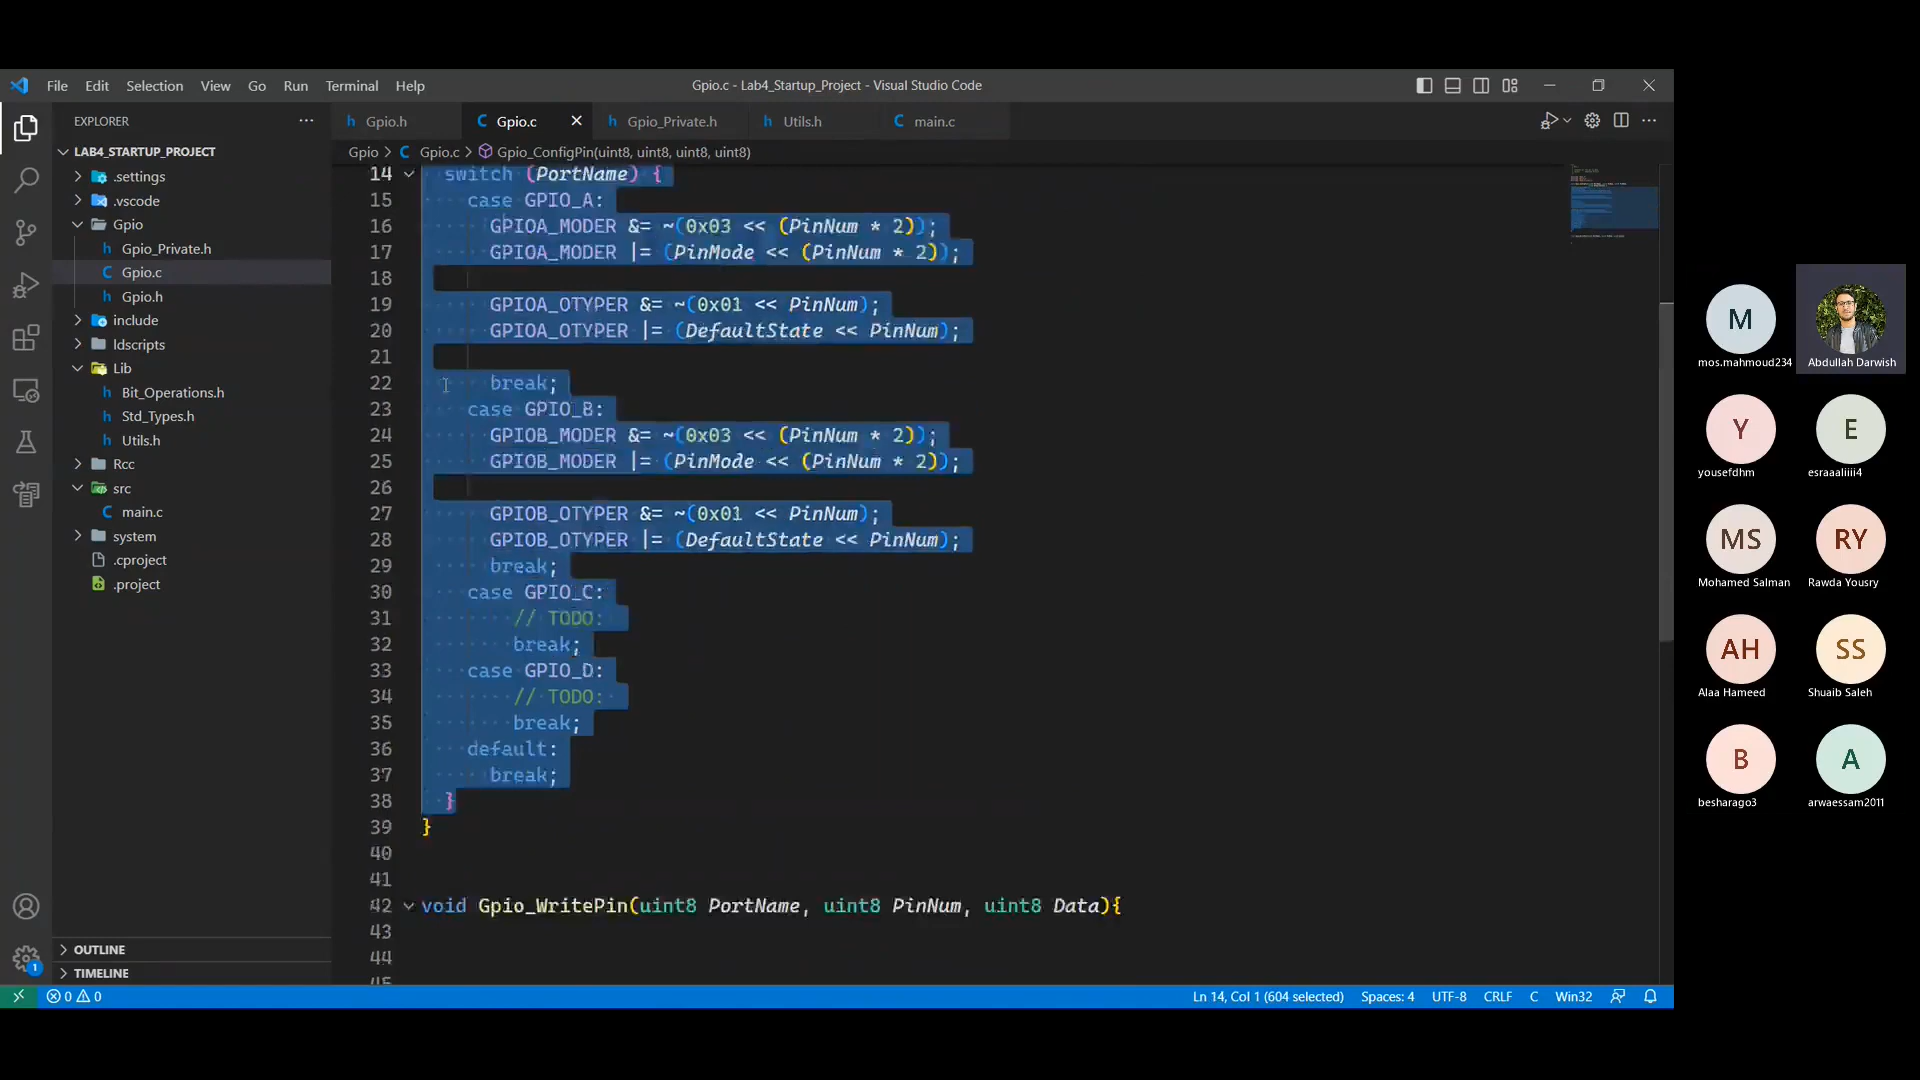 File Edit Selection View Go Run Terminal Help
Gpio.c - Lab4_Startup_Project - Visual Studio Code
EXPLORER
LAB4_STARTUP_PROJECT
.settings
.vscode
Gpio
h Gpio_Private.h
C Gpio.c
h Gpio.h
include
ldscripts
Lib
h Bit_Operations.h
h Std_Types.h
h Utils.h
Rcc
src
C main.c
system
.cproject
.project
OUTLINE
TIMELINE
h Gpio.h C Gpio.c h Gpio_Private.h h Utils.h C main.c
Gpio > C Gpio.c > Gpio_ConfigPin(uint8, uint8, uint8, uint8)
14 switch (PortName) {
15 case GPIO_A:
16 GPIOA_MODER &= ~(0x03 << (PinNum * 2));
17 GPIOA_MODER |= (PinMode << (PinNum * 2));
18
19 GPIOA_OTYPER &= ~(0x01 << PinNum);
20 GPIOA_OTYPER |= (DefaultState << PinNum);
21
22 break;
23 case GPIO_B:
24 GPIOB_MODER &= ~(0x03 << (PinNum * 2));
25 GPIOB_MODER |= (PinMode << (PinNum * 2));
26
27 GPIOB_OTYPER &= ~(0x01 << PinNum);
28 GPIOB_OTYPER |= (DefaultState << PinNum);
29 break;
30 case GPIO_C:
31 // TODO:
32 break;
33 case GPIO_D:
34 // TODO:
35 break;
36 default:
37 break;
38 }
39 }
40
41
42 void Gpio_WritePin(uint8 PortName, uint8 PinNum, uint8 Data){
43
44
1
0 0
Ln 14, Col 1 (604 selected) Spaces: 4 UTF-8 CRLF C Win32
M
mos.mahmoud234
Abdullah Darwish
Y
yousefdhm
E
esraaaliiii4
MS
Mohamed Salman
RY
Rawda Yousry
AH
Alaa Hameed
SS
Shuaib Saleh
B
besharago3
A
arwaessam2011